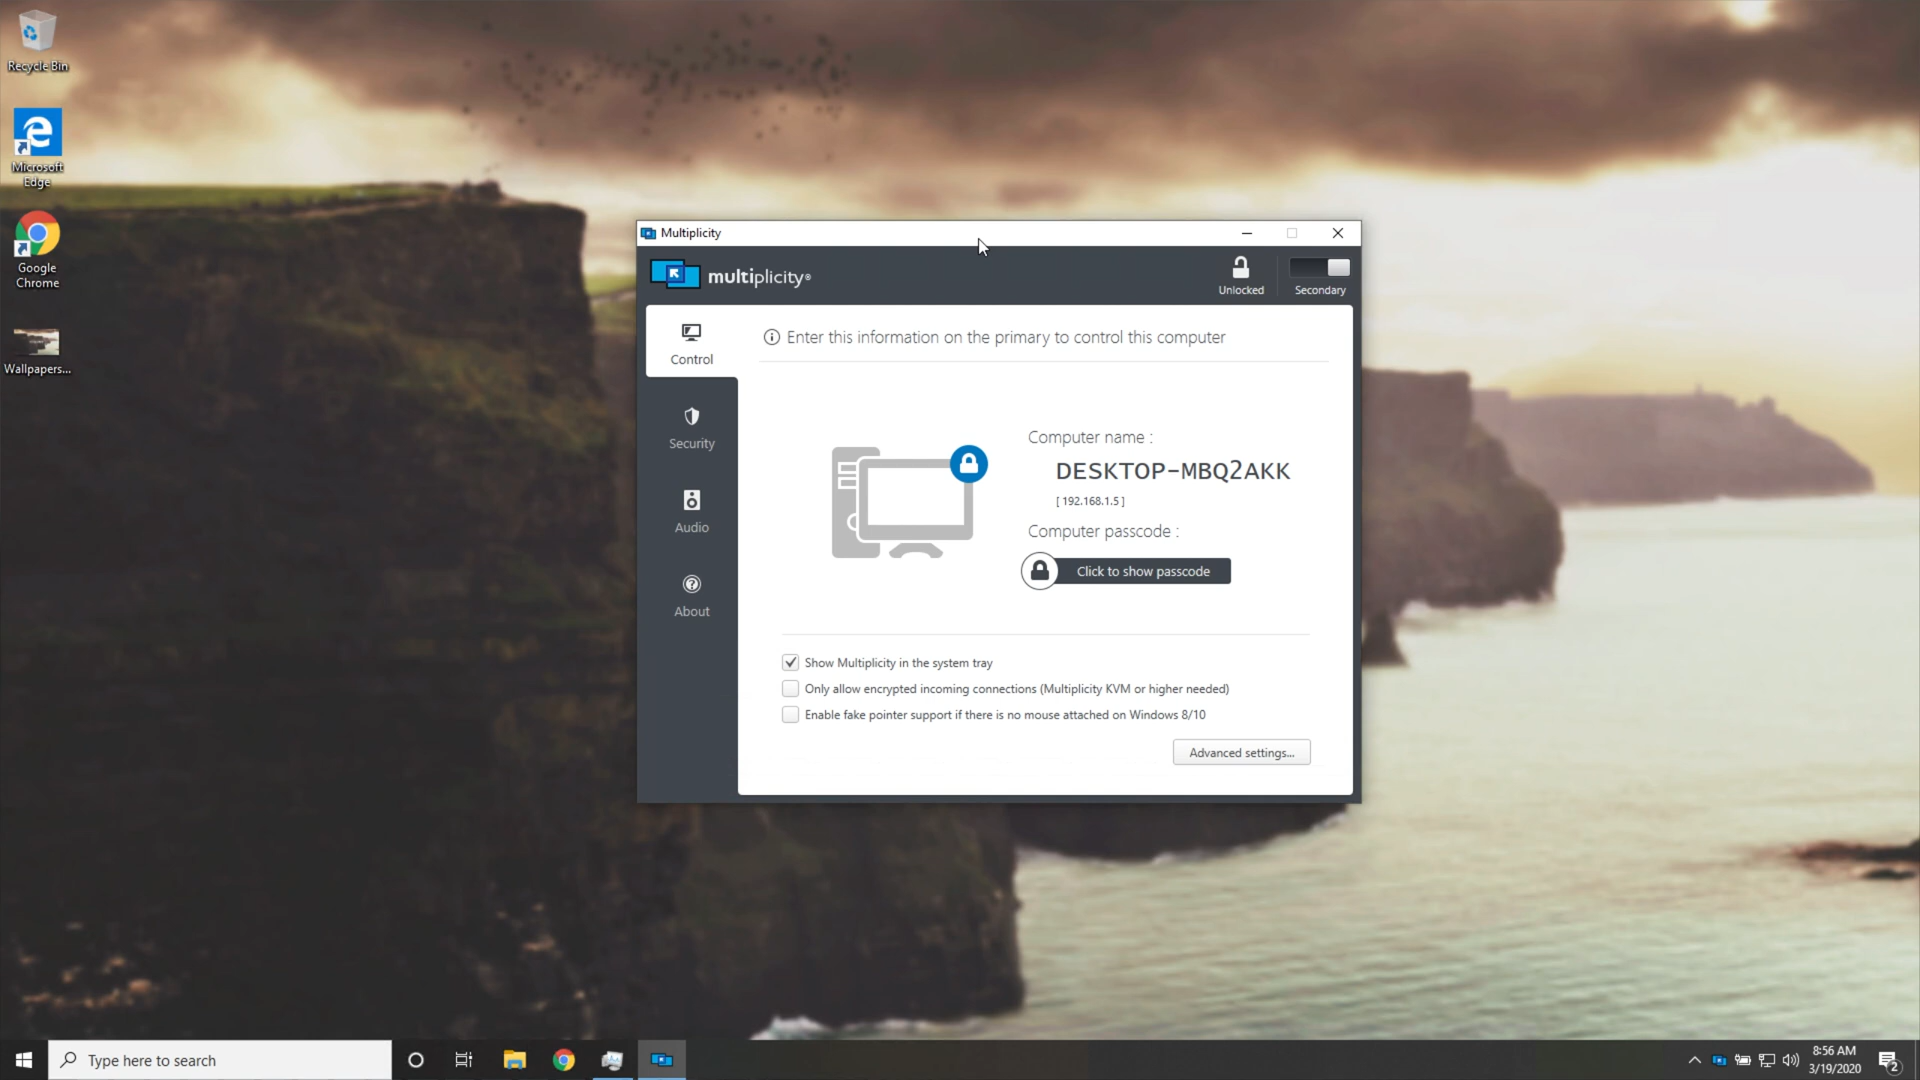 Recycle Bin
Microsoft
Edge
Google
Chrome
Wallpapers...
Multiplicity
multiplicity®
Unlocked
Secondary
Control
Security
Audio
About
Enter this information on the primary to control this computer
Computer name :
DESKTOP-MBQ2AKK
[ 192.168.1.5 ]
Computer passcode :
Click to show passcode
Show Multiplicity in the system tray
Only allow encrypted incoming connections (Multiplicity KVM or higher needed)
Enable fake pointer support if there is no mouse attached on Windows 8/10
Advanced settings...
Type here to search
8:56 AM
3/19/2020
2